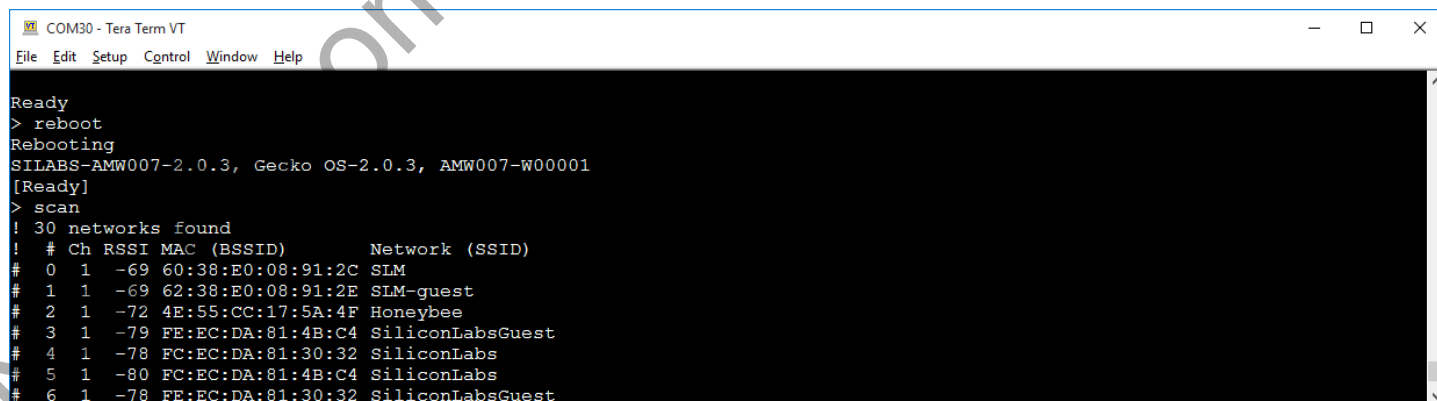 COM30 - Tera Term VT
File Edit Setup Control Window Help
Ready
> reboot
Rebooting
SILABS-AMW007-2.0.3, Gecko OS-2.0.3, AMW007-W00001
[Ready]
> scan
! 30 networks found
!  # Ch RSSI MAC (BSSID)        Network (SSID)
#  0  1  -69 60:38:E0:08:91:2C SLM
#  1  1  -69 62:38:E0:08:91:2E SLM-guest
#  2  1  -72 4E:55:CC:17:5A:4F Honeybee
#  3  1  -79 FE:EC:DA:81:4B:C4 SiliconLabsGuest
#  4  1  -78 FC:EC:DA:81:30:32 SiliconLabs
#  5  1  -80 FC:EC:DA:81:4B:C4 SiliconLabs
#  6  1  -78 FE:EC:DA:81:30:32 SiliconLabsGuest